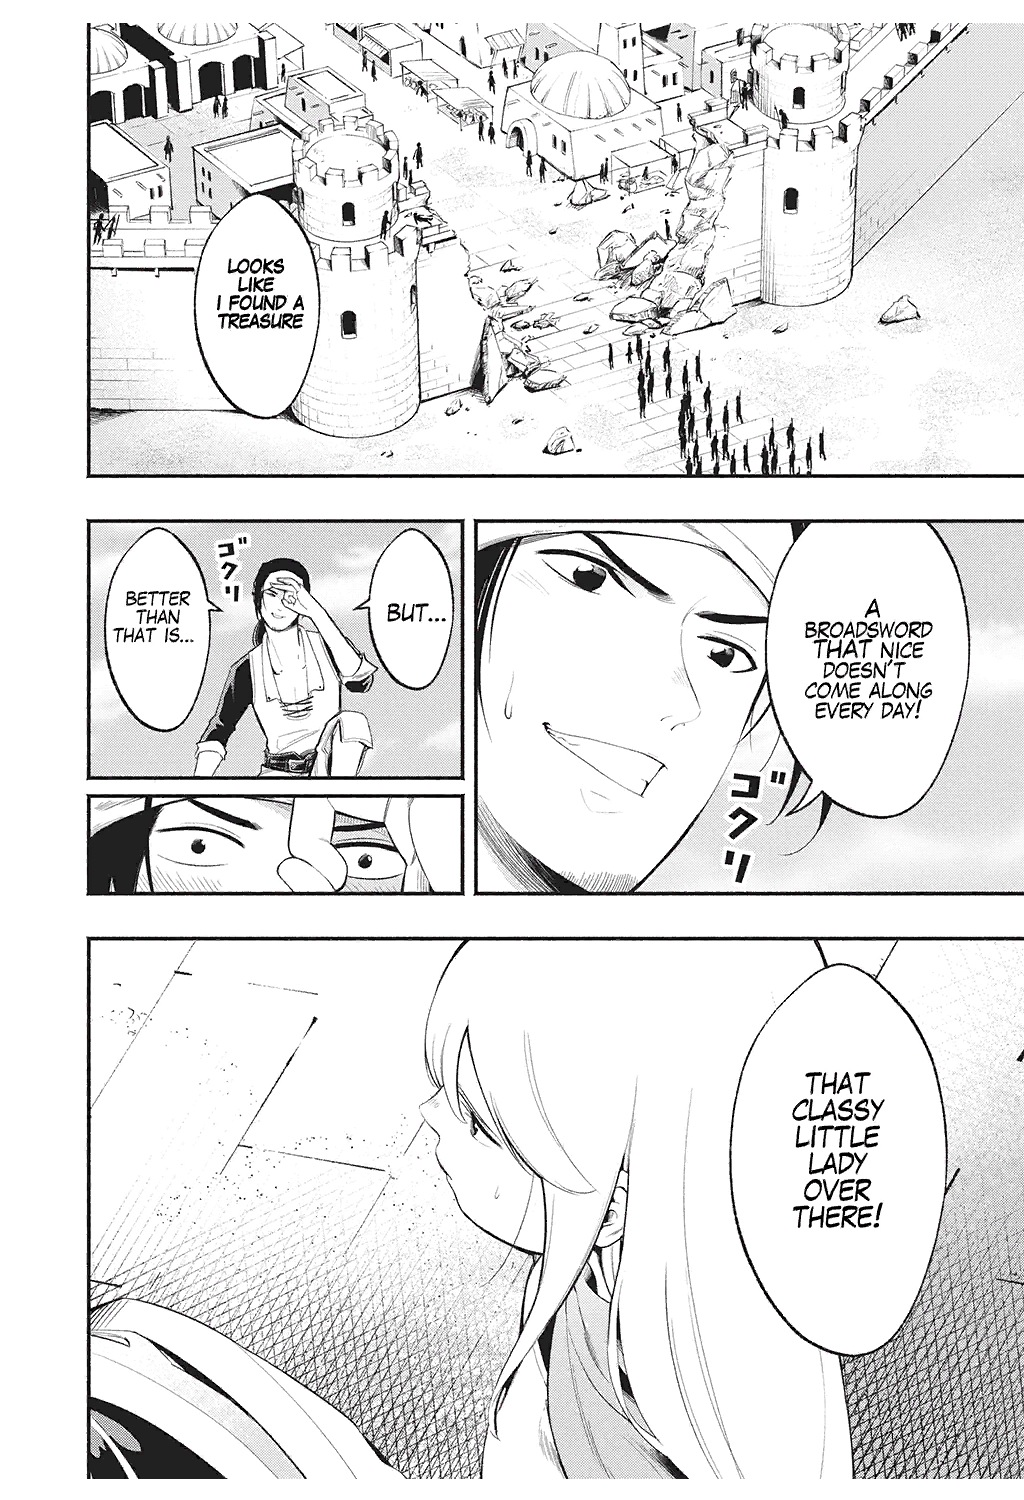 LOOKS
LIKE
I FOUND A
TREASURE
A
BROADSWORD
THAT NICE
DOESN'T
COME ALONG
EVERY DAY!
ゴクリ
BUT...
ゴクリ
BETTER
THAN
THAT IS...
THAT
CLASSY
LITTLE
LADY
OVER
THERE!